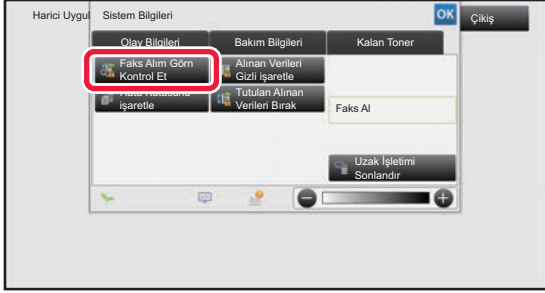 Harici Uygul
Sistem Bilgileri
OK
Çikiş
Olay Bilgileri
Bakım Bilgileri
Kalan Toner
Faks Alım Görn
Kontrol Et
Alınan Verileri
Gizli işaretle
işaretle
Tutulan Alınan
Verileri Bırak
Faks Al
Uzak İşletimi
Sonlandır